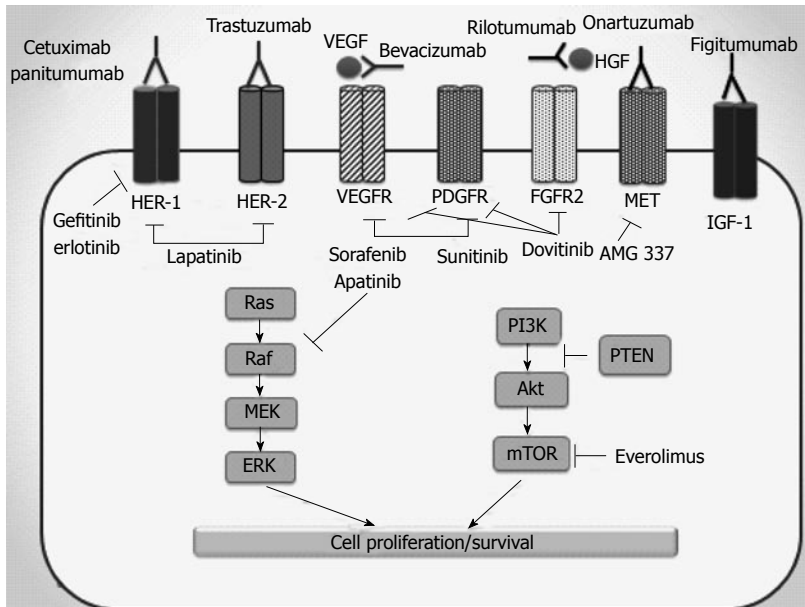 Cetuximab
panitumumab
Trastuzumab
VEGF
Bevacizumab
Rilotumumab
HGF
Onartuzumab
Figitumumab
HER-1
HER-2
VEGFR
PDGFR
FGFR2
MET
IGF-1
Gefitinib
erlotinib
Lapatinib
Sorafenib
Apatinib
Sunitinib
Dovitinib
AMG 337
Ras
Raf
MEK
ERK
PI3K
PTEN
Akt
mTOR
Everolimus
Cell proliferation/survival